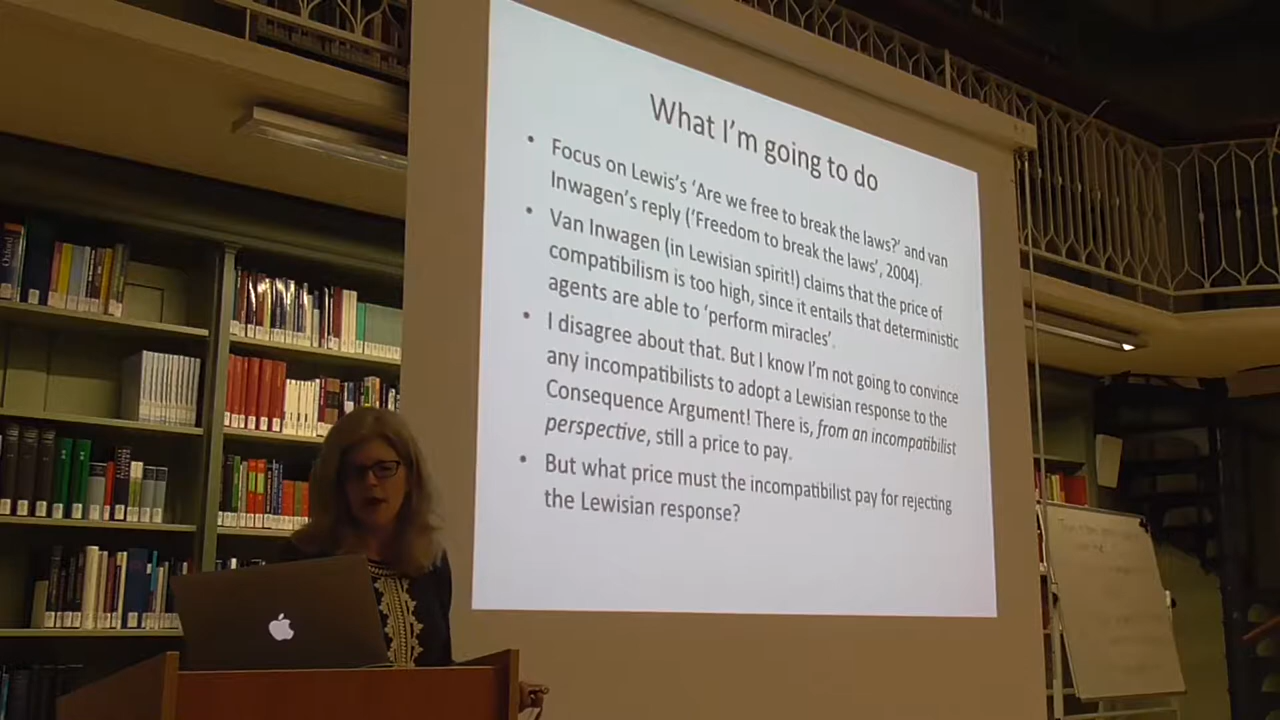 What I'm going to do
• Focus on Lewis's 'Are we free to break the laws?' and van
Inwagen's reply ('Freedom to break the laws', 2004).
• Van Inwagen (in Lewisian spirit!) claims that the price of
compatibilism is too high, since it entails that deterministic
agents are able to 'perform miracles'.
• I disagree about that. But I know I'm not going to convince
any incompatibilists to adopt a Lewisian response to the
Consequence Argument! There is, from an incompatibilist
perspective, still a price to pay.
• But what price must the incompatibilist pay for rejecting
the Lewisian response?
Oxford